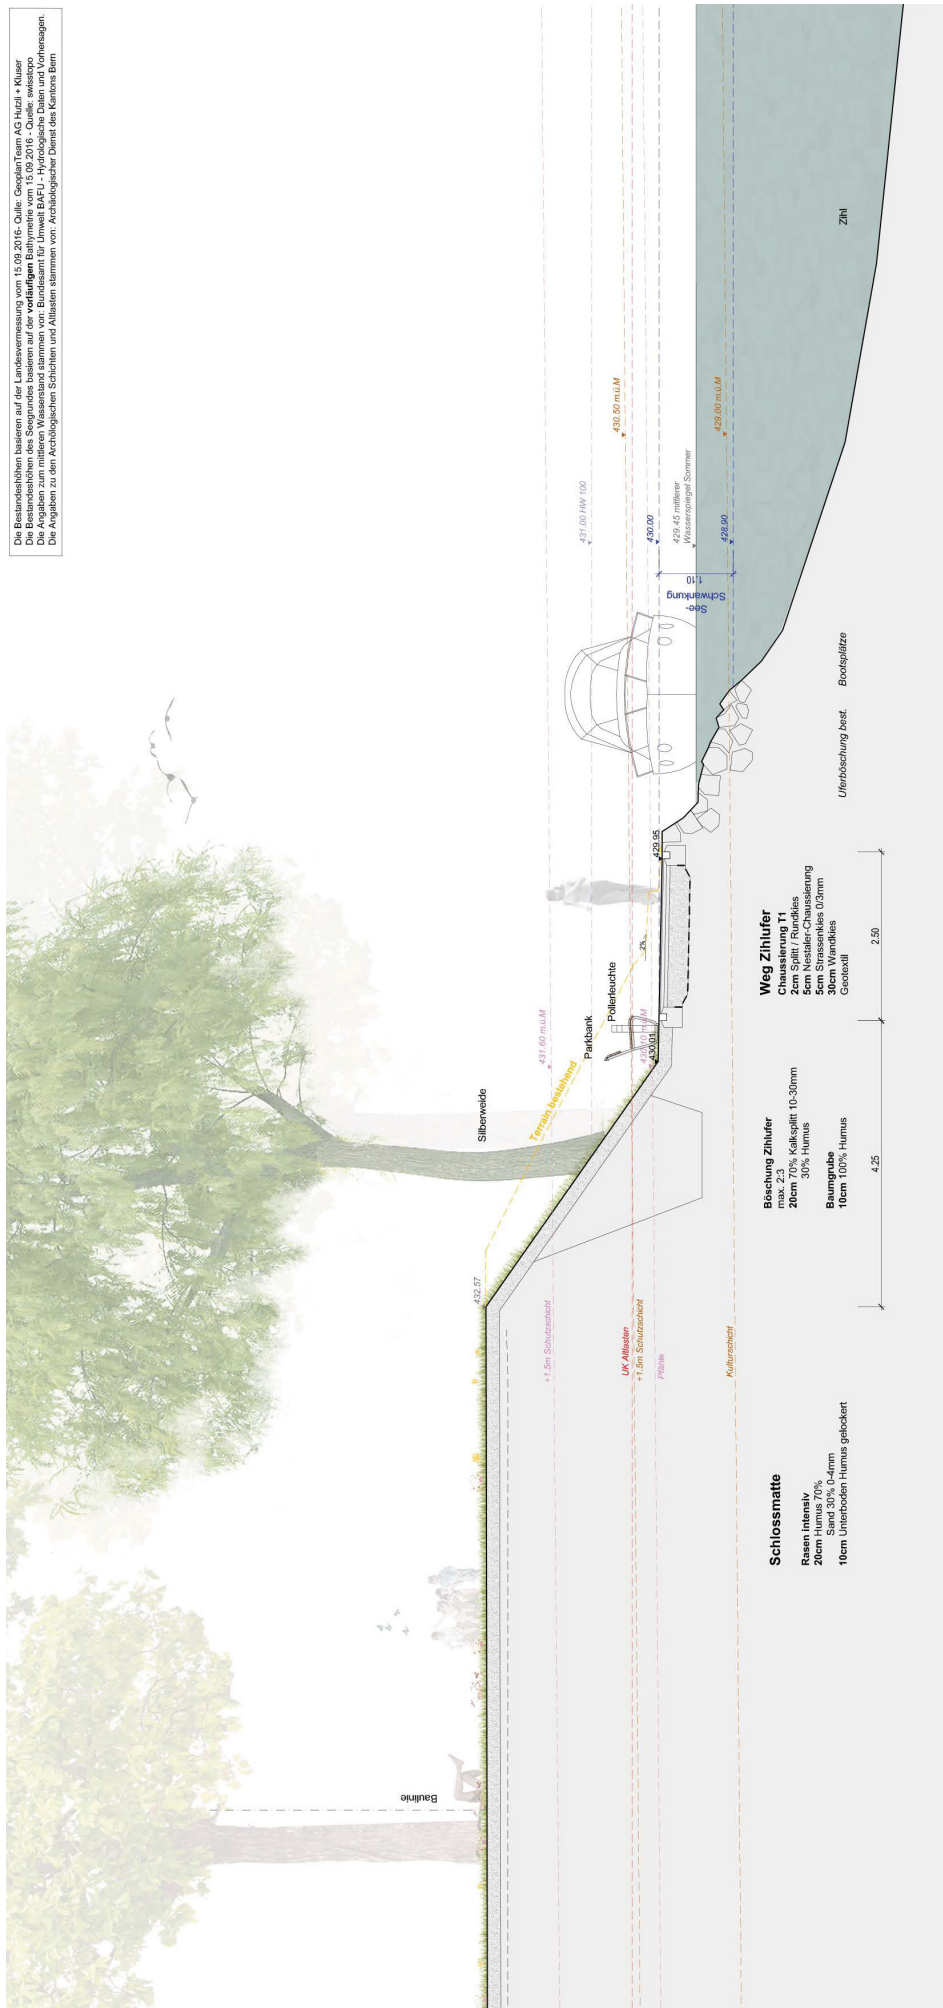 Die Bestandeshöhen basieren auf der Landesvermessung vom 15.09.2016- Qulle: GeoplanTeam AG Hutzli + Kluser
Die Bestandeshöhen des Seegrundes basieren auf der vorläufigen Bathymetrie vom 15.09.2016 - Quelle: swisstopo
Die Angaben zum mittleren Wasserstand stammen von: Bundesamt für Umwelt BAFU - Hydrologische Daten und Vorhersagen.
Die Angaben zu den Archölogischen Schichten und Altlasten stammen von: Archäologischer Dienst des Kantons Bern
Baulinie
432.57
Silberweide
Terrain bestehend
Parkbank
Pollerleuchte
2%
431.60 m.ü.M
430.10 m.ü.M
430.01
429.95
431.00 HW 100
430.50 m.ü.M
430.00
429.45 mittlerer
Wasserspiegel Sommer
429.00 m.ü.M
428.90
See-
Schwankung
1.10
+1.5m Schutzschicht
UK Altlasten
+1.5m Schutzschicht
Pfähle
Kulturschicht
Schlossmatte
Rasen intensiv
20cm Humus 70%
Sand 30% 0-4mm
10cm Unterboden Humus gelockert
Böschung Zihlufer
max. 2:3
20cm 70% Kalksplitt 10-30mm
30% Humus
Baumgrube
10cm 100% Humus
4.25
Weg Zihlufer
Chaussierung T1
2cm Splitt / Rundkies
5cm Nestaler-Chaussierung
5cm Strassenkies 0/3mm
30cm Wandkies
Geotextil
2.50
Uferböschung best.
Bootsplätze
Zihl